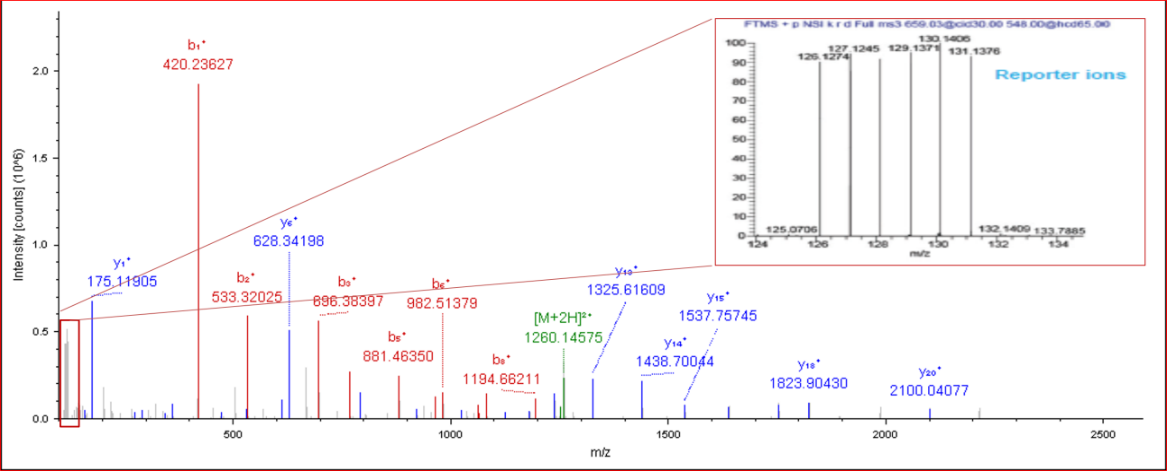 FTMS + p NSI k r d Full ms3 659.03@cid30.00 548.00@hcd65.00
130.1406
100
127.1245
129.1371
131.1376
126.1274
90
80
Reporter ions
70
60
50
40
30
20
10
125.0706
132.1409
133.7885
0
124
126
128
130
132
134
m/z
Intensity [counts] (10^6)
2.0
1.5
1.0
0.5
0.0
b₁⁺
420.23627
y₆⁺
628.34198
y₁⁺
175.11905
b₂⁺
533.32025
b₃⁺
696.38397
b₆⁺
982.51379
y₁₃⁺
1325.61609
y₁₅⁺
1537.75745
[M+2H]²⁺
1260.14575
b₅⁺
881.46350
y₁₄⁺
1438.70044
b₈⁺
1194.66211
y₁₈⁺
1823.90430
y₂₀⁺
2100.04077
500
1000
1500
2000
2500
m/z